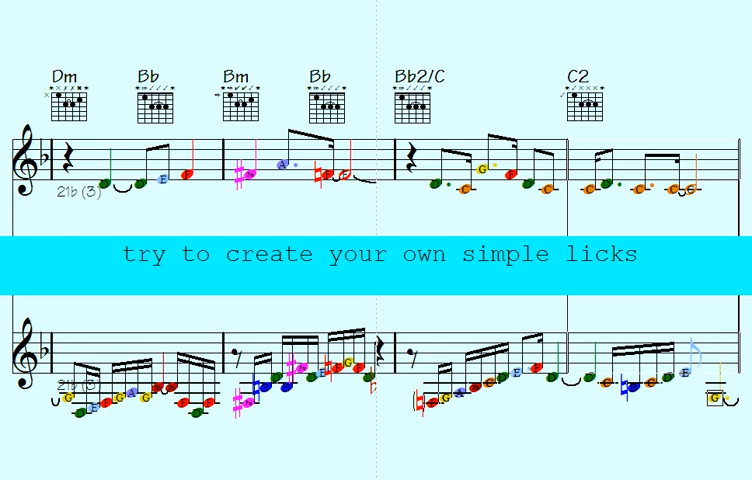 Dm Bb Bm Bb Bb2/C C2
21b (3)
try to create your own simple licks
21b (3)